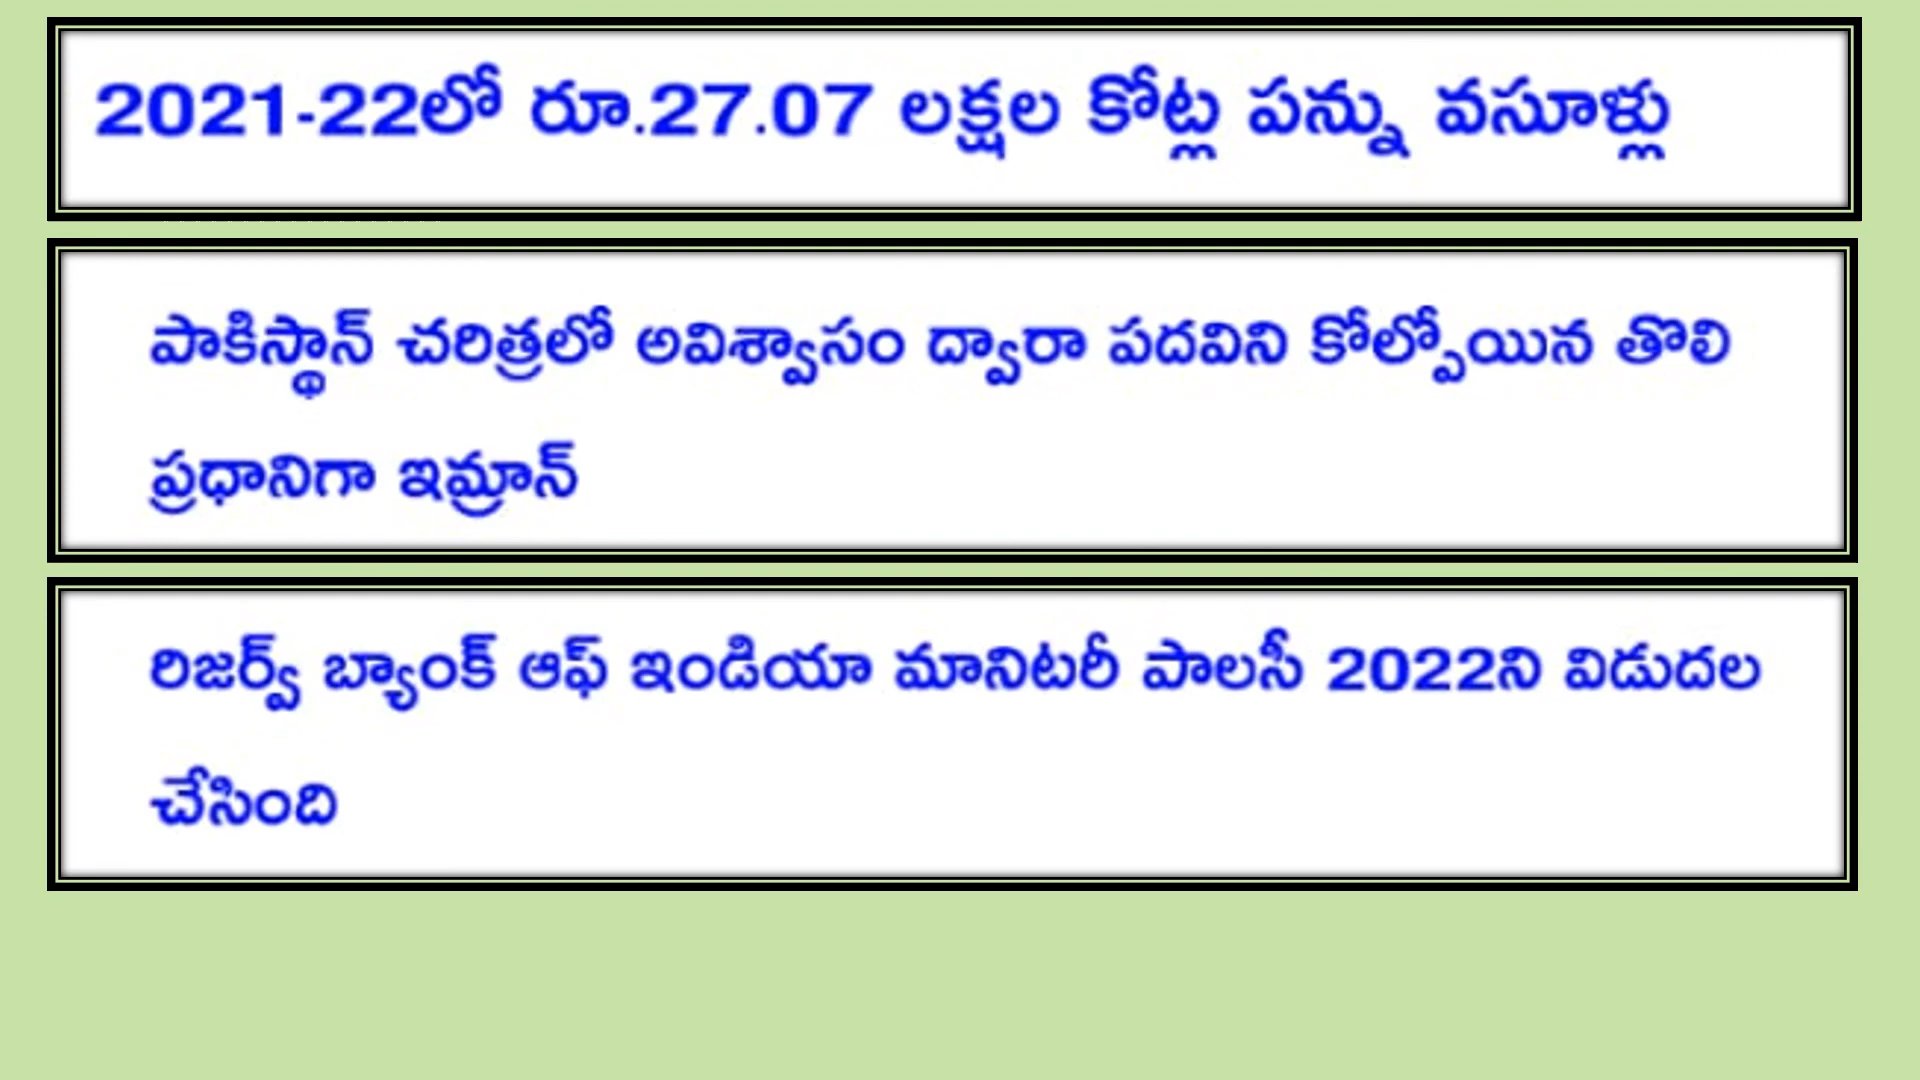 2021-22లో రూ.27.07 లక్షల కోట్ల పన్ను వసూళ్లు
పాకిస్థాన్ చరిత్రలో అవిశ్వాసం ద్వారా పదవిని కోల్పోయిన తొలి
ప్రధానిగా ఇమ్రాన్
రిజర్వ్ బ్యాంక్ ఆఫ్ ఇండియా మానిటరీ పాలసీ 2022ని విడుదల
చేసింది